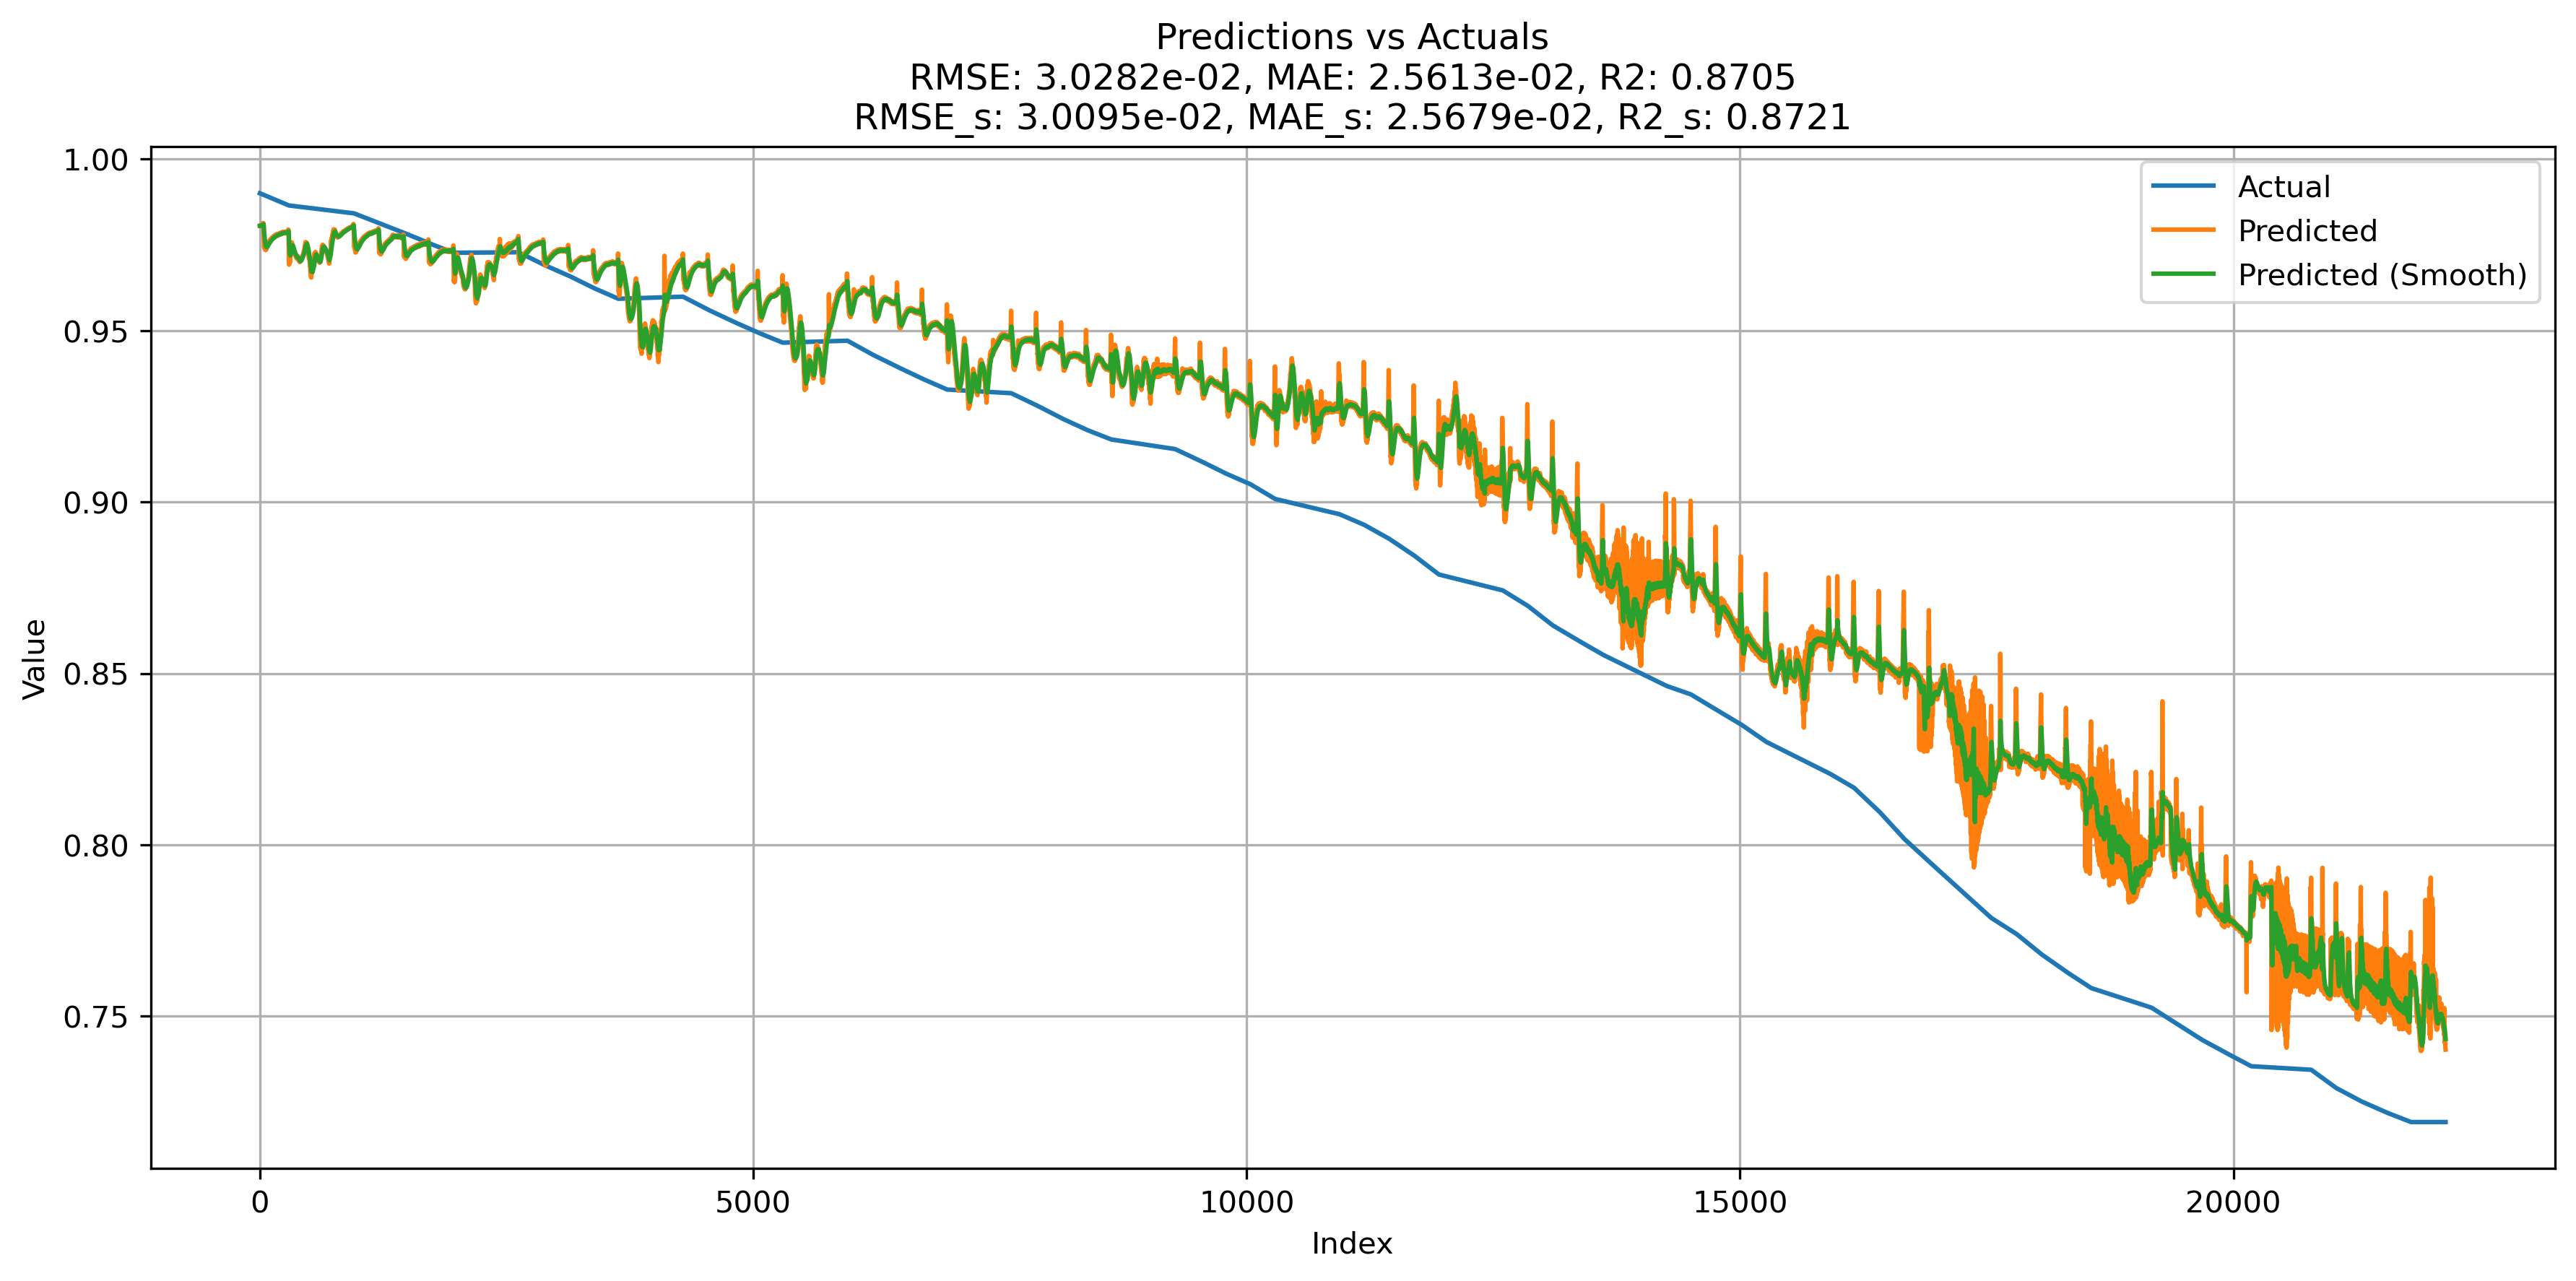 Predictions vs Actuals
RMSE: 3.0282e-02, MAE: 2.5613e-02, R2: 0.8705
RMSE_s: 3.0095e-02, MAE_s: 2.5679e-02, R2_s: 0.8721
Actual
Predicted
Predicted (Smooth)
Value
1.00
0.95
0.90
0.85
0.80
0.75
0
5000
10000
15000
20000
Index